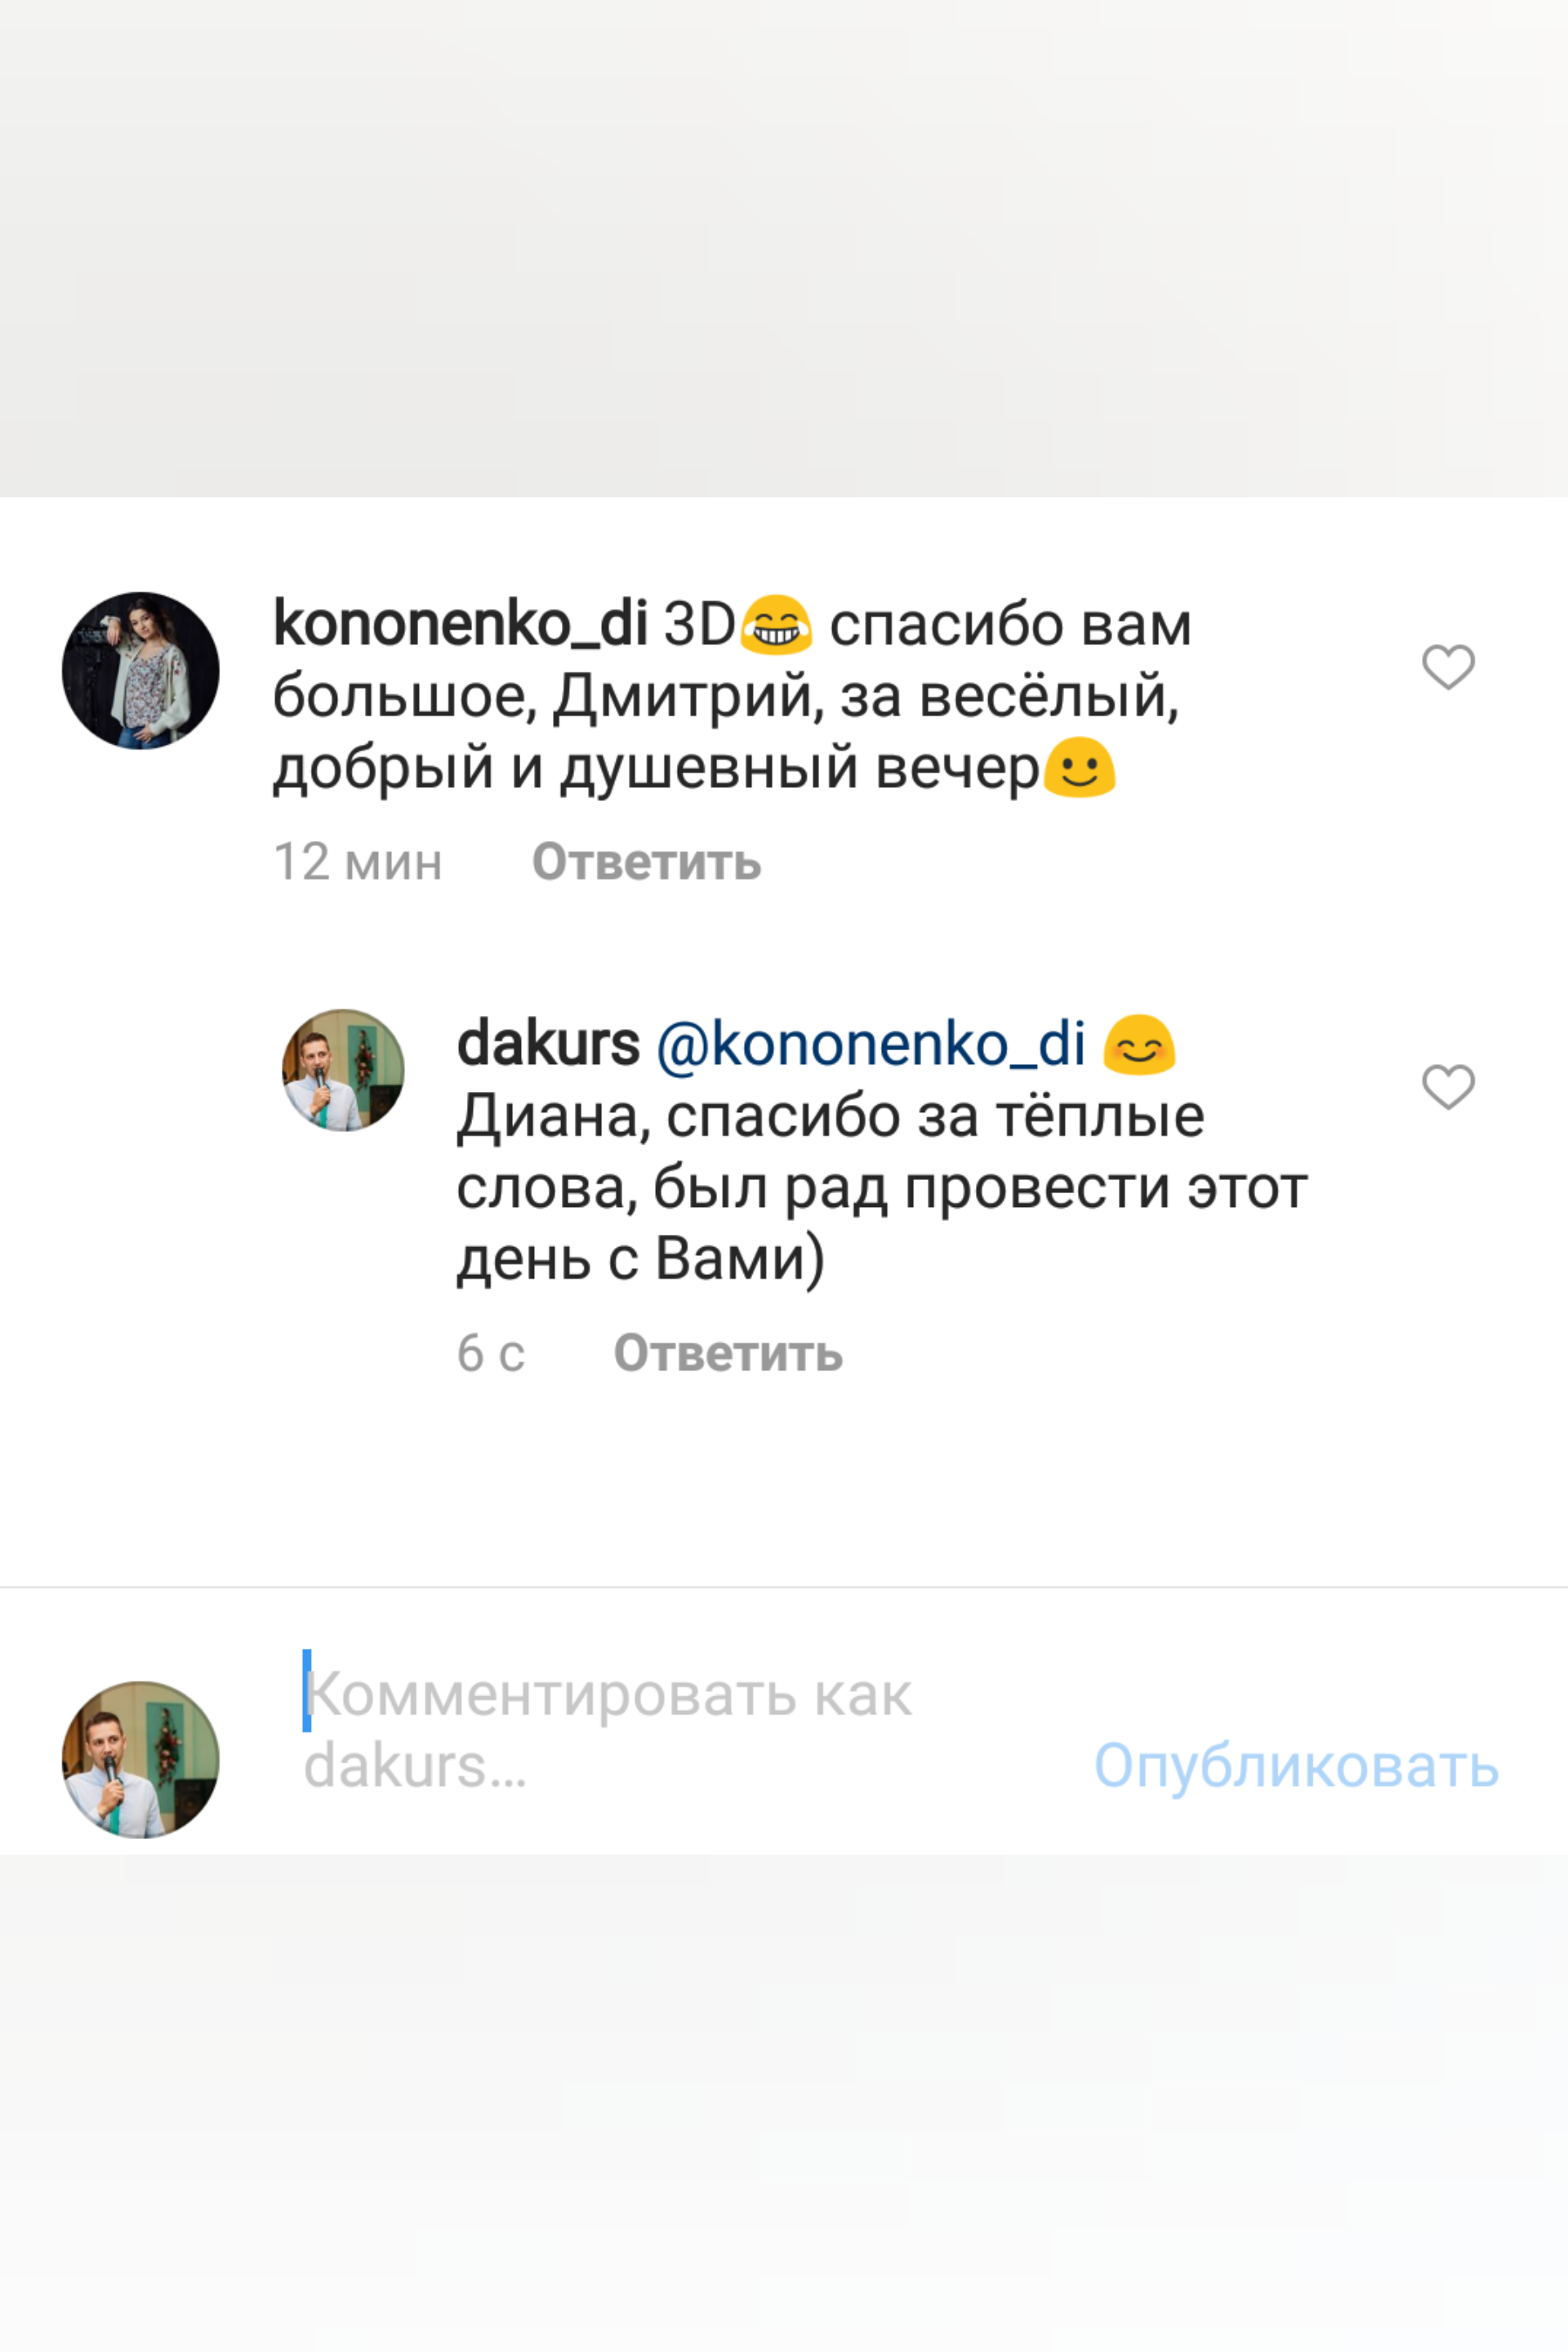 kononenko_di 3D😂 спасибо вам
большое, Дмитрий, за весёлый,
добрый и душевный вечер🙂
12 мин Ответить
dakurs @kononenko_di 😊
Диана, спасибо за тёплые
слова, был рад провести этот
день с Вами)
6 с Ответить
Комментировать как
dakurs...
Опубликовать